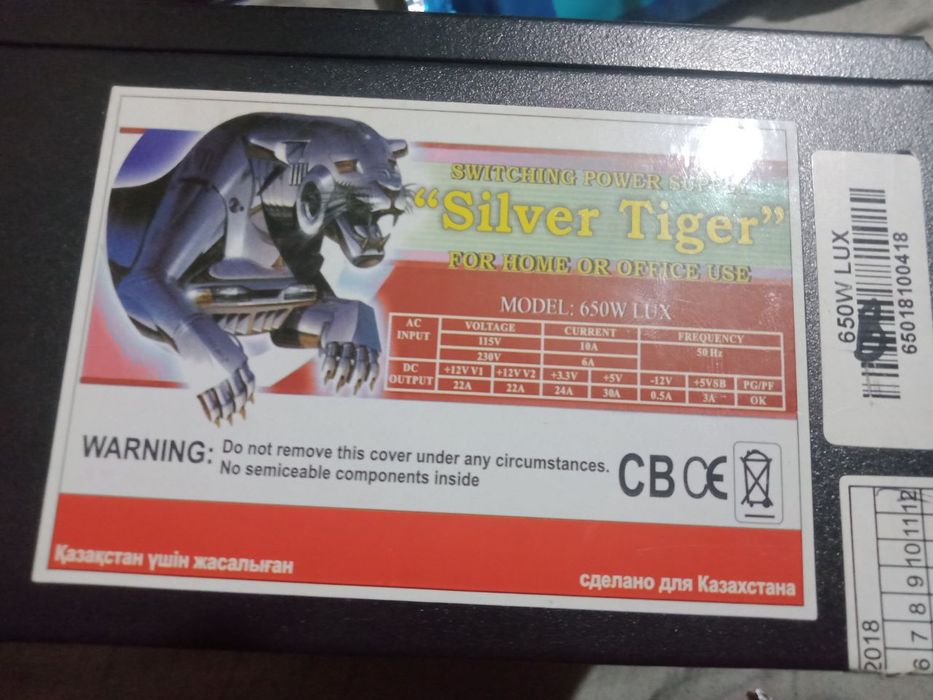 SWITCHING POWER SUPPLY
“Silver Tiger”
FOR HOME OR OFFICE USE
MODEL: 650W LUX
AC INPUT VOLTAGE CURRENT FREQUENCY
115V 10A 50 Hz
230V 6A
DC OUTPUT +12V V1 +12V V2 +3.3V +5V -12V +5VSB PG/PF
22A 22A 24A 30A 0.5A 3A OK
WARNING: Do not remove this cover under any circumstances.
No semiceable components inside
CB CE
Қазақстан үшін жасалыған
сделано для Казахстана
650W LUX
65018100418
2018
6 7 8 9 10 11 12